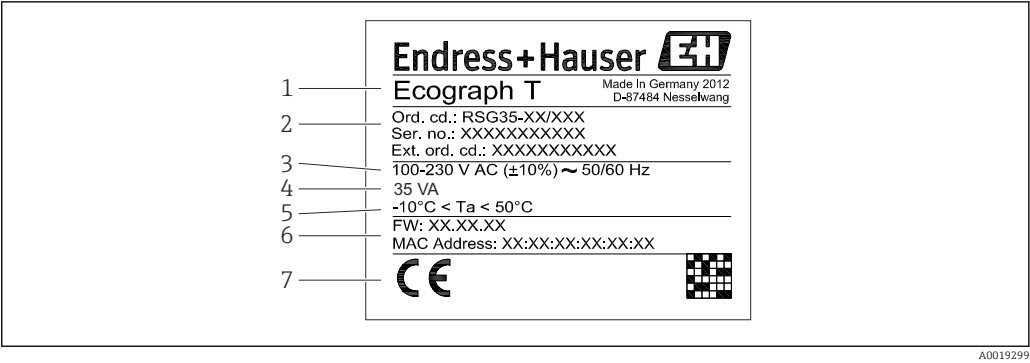 Endress+Hauser EH
1 Ecograph T
Made In Germany 2012
D-87484 Nesselwang
2 Ord. cd.: RSG35-XX/XXX
Ser. no.: XXXXXXXXXXX
Ext. ord. cd.: XXXXXXXXXXX
3 100-230 V AC (±10%) ~ 50/60 Hz
4 35 VA
5 -10°C < Ta < 50°C
6 FW: XX.XX.XX
MAC Address: XX:XX:XX:XX:XX:XX
7 CE
A0019299